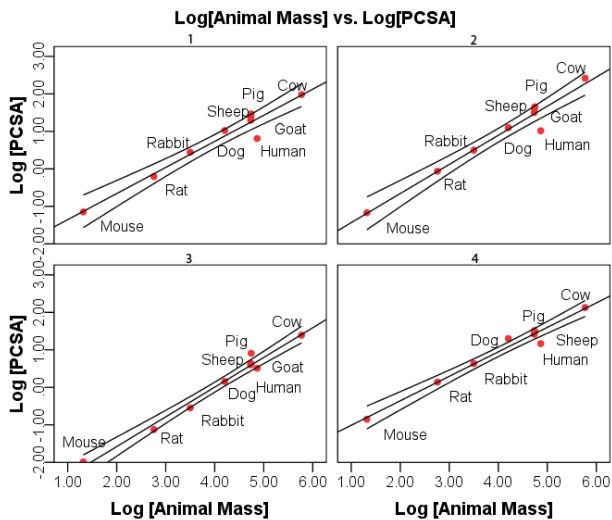 Log[Animal Mass] vs. Log[PCSA]
1
2
Log [PCSA]
3.00
2.00
1.00
.00
-1.00
-2.00
Cow
Pig
Sheep
Goat
Rabbit
Dog
Human
Rat
Mouse
Cow
Pig
Sheep
Goat
Rabbit
Dog
Human
Rat
Mouse
3
4
Log [PCSA]
3.00
2.00
1.00
.00
-1.00
-2.00
Cow
Pig
Sheep
Goat
Dog
Human
Rabbit
Mouse
Rat
Cow
Pig
Dog
Sheep
Human
Rabbit
Rat
Mouse
1.00 2.00 3.00 4.00 5.00 6.00
1.00 2.00 3.00 4.00 5.00 6.00
Log [Animal Mass]
Log [Animal Mass]